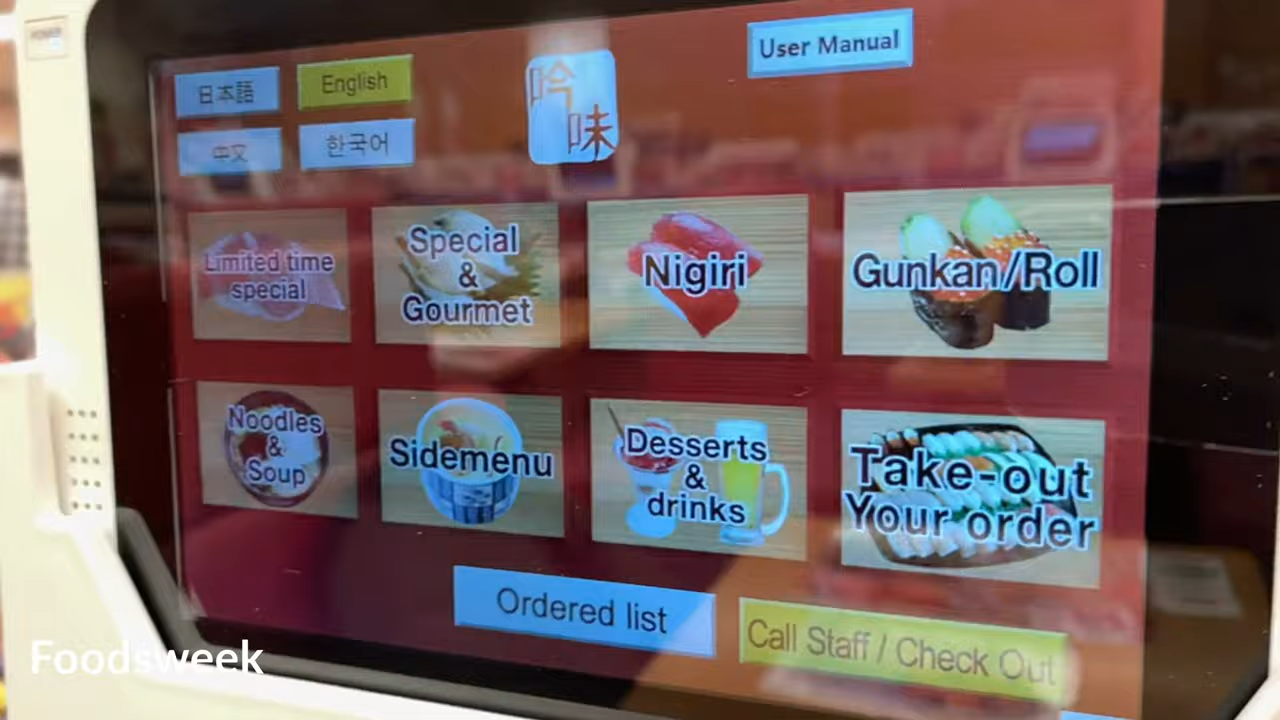 日本語
English
中文
한국어
吟
味
User Manual
Limited time
special
Special
&
Gourmet
Nigiri
Gunkan/Roll
Noodles
&
Soup
Sidemenu
Desserts
&
drinks
Take-out
Your order
Ordered list
Call Staff / Check Out
Foodsweek